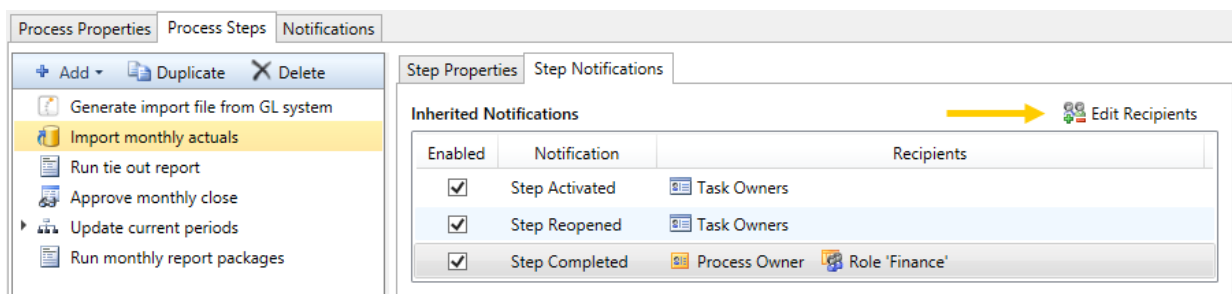 Process Properties Process Steps Notifications
Add Duplicate Delete
Generate import file from GL system
Import monthly actuals
Run tie out report
Approve monthly close
Update current periods
Run monthly report packages
Step Properties Step Notifications
Inherited Notifications Edit Recipients
Enabled Notification Recipients
Step Activated Task Owners
Step Reopened Task Owners
Step Completed Process Owner Role 'Finance'